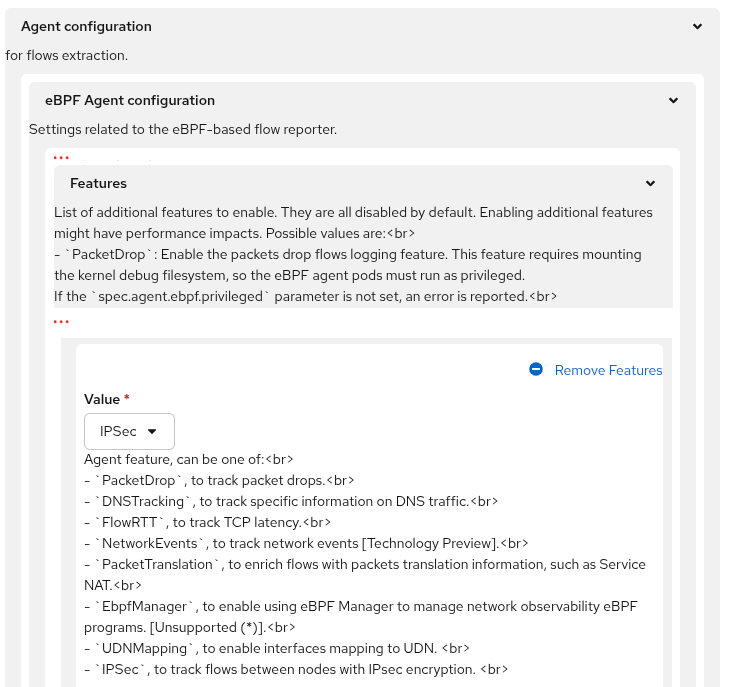 Agent configuration
for flows extraction.
eBPF Agent configuration
Settings related to the eBPF-based flow reporter.
...
Features
List of additional features to enable. They are all disabled by default. Enabling additional features
might have performance impacts. Possible values are:<br>
- `PacketDrop`: Enable the packets drop flows logging feature. This feature requires mounting
the kernel debug filesystem, so the eBPF agent pods must run as privileged.
If the `spec.agent.ebpf.privileged` parameter is not set, an error is reported.<br>
...
Remove Features
Value *
IPSec
Agent feature, can be one of:<br>
- `PacketDrop`, to track packet drops.<br>
- `DNSTracking`, to track specific information on DNS traffic.<br>
- `FlowRTT`, to track TCP latency.<br>
- `NetworkEvents`, to track network events [Technology Preview].<br>
- `PacketTranslation`, to enrich flows with packets translation information, such as Service
NAT.<br>
- `EbpfManager`, to enable using eBPF Manager to manage network observability eBPF
programs. [Unsupported (*)].<br>
- `UDNMapping`, to enable interfaces mapping to UDN. <br>
- `IPSec`, to track flows between nodes with IPsec encryption. <br>